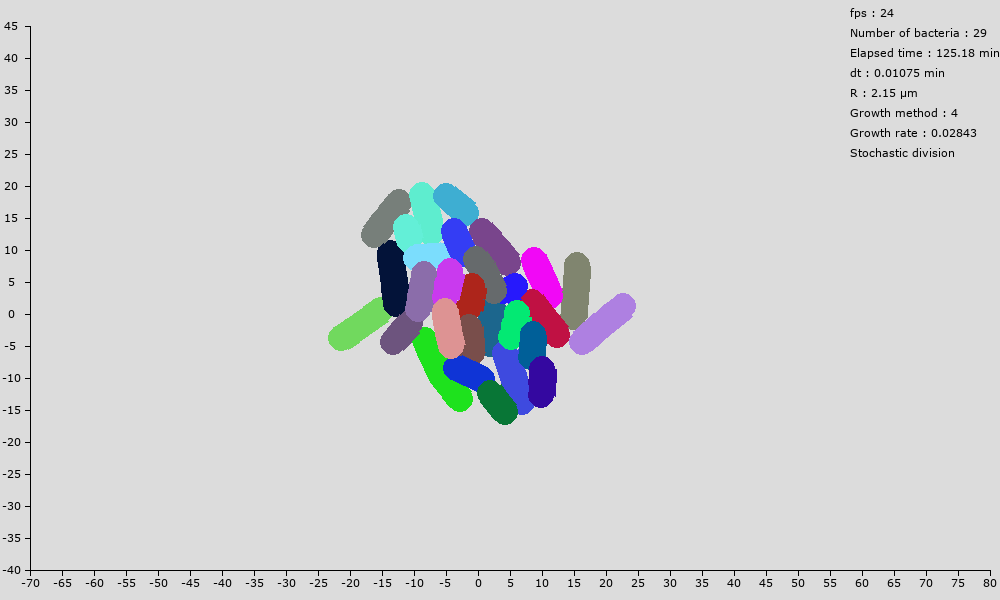 fps : 24
Number of bacteria : 29
Elapsed time : 125.18 min
dt : 0.01075 min
R : 2.15 µm
Growth method : 4
Growth rate : 0.02843
Stochastic division
45
40
35
30
25
20
15
10
5
0
-5
-10
-15
-20
-25
-30
-35
-40
-70 -65 -60 -55 -50 -45 -40 -35 -30 -25 -20 -15 -10 -5 0 5 10 15 20 25 30 35 40 45 50 55 60 65 70 75 80